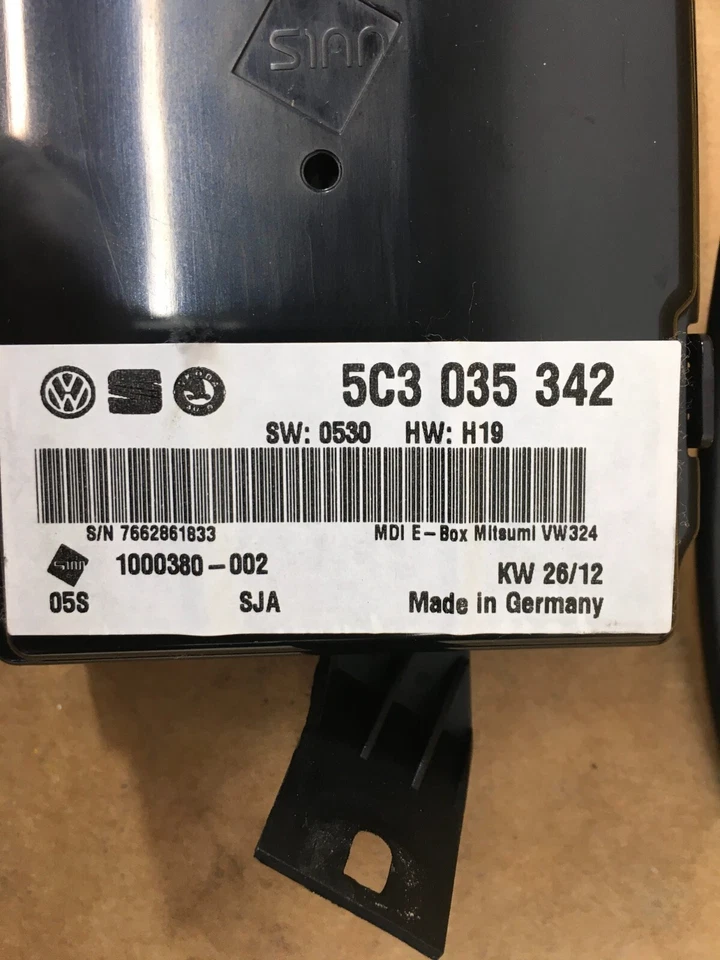 5C3 035 342
SW: 0530 HW: H19
S/N 7662861833 MDI E-Box Mitsumi VW324
1000380-002
KW 26/12
05S SJA Made in Germany